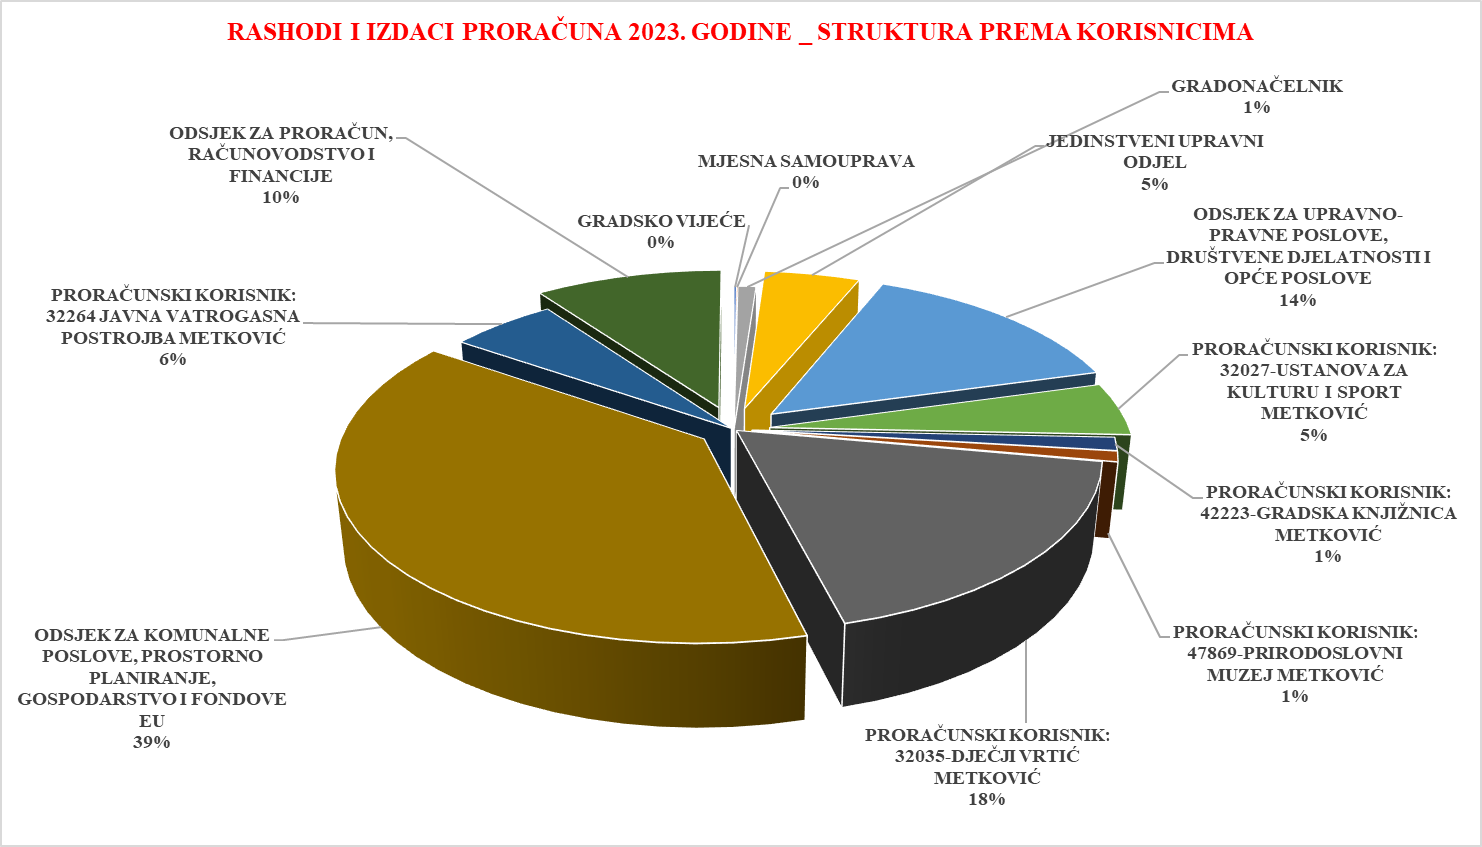 RASHODI I IZDACI PRORAČUNA 2023. GODINE _ STRUKTURA PREMA KORISNICIMA
GRADONAČELNIK
1%
JEDINSTVENI UPRAVNI
ODJEL
5%
ODSJEK ZA UPRAVNO-
PRAVNE POSLOVE,
DRUŠTVENE DJELATNOSTI I
OPĆE POSLOVE
14%
PRORAČUNSKI KORISNIK:
32027-USTANOVA ZA
KULTURU I SPORT
METKOVIĆ
5%
PRORAČUNSKI KORISNIK:
42223-GRADSKA KNJIŽNICA
METKOVIĆ
1%
PRORAČUNSKI KORISNIK:
47869-PRIRODOSLOVNI
MUZEJ METKOVIĆ
1%
PRORAČUNSKI KORISNIK:
32035-DJEČJI VRTIĆ
METKOVIĆ
18%
ODSJEK ZA KOMUNALNE
POSLOVE, PROSTORNO
PLANIRANJE,
GOSPODARSTVO I FONDOVE
EU
39%
PRORAČUNSKI KORISNIK:
32264 JAVNA VATROGASNA
POSTROJBA METKOVIĆ
6%
ODSJEK ZA PRORAČUN,
RAČUNOVODSTVO I
FINANCIJE
10%
GRADSKO VIJEĆE
0%
MJESNA SAMOUPRAVA
0%